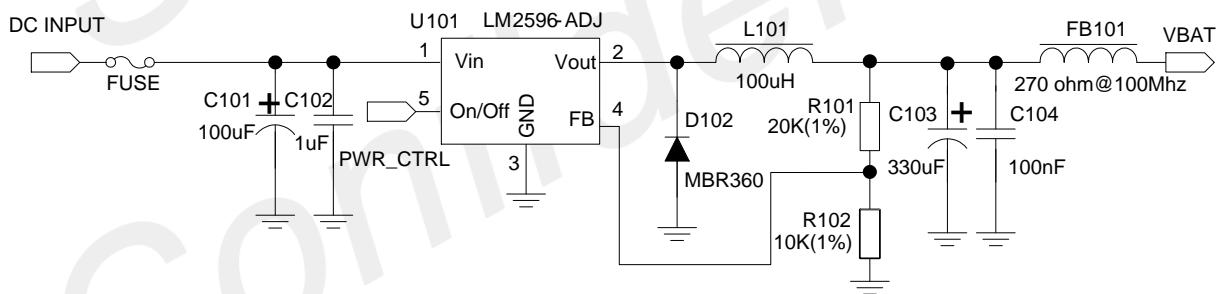 DC INPUT
FUSE
C101
100uF
C102
1uF
U101
LM2596-ADJ
1
Vin
Vout
2
5
On/Off
GND
FB
4
3
PWR_CTRL
D102
MBR360
L101
100uH
R101
20K(1%)
R102
10K(1%)
C103
330uF
C104
100nF
FB101
270 ohm@100Mhz
VBAT